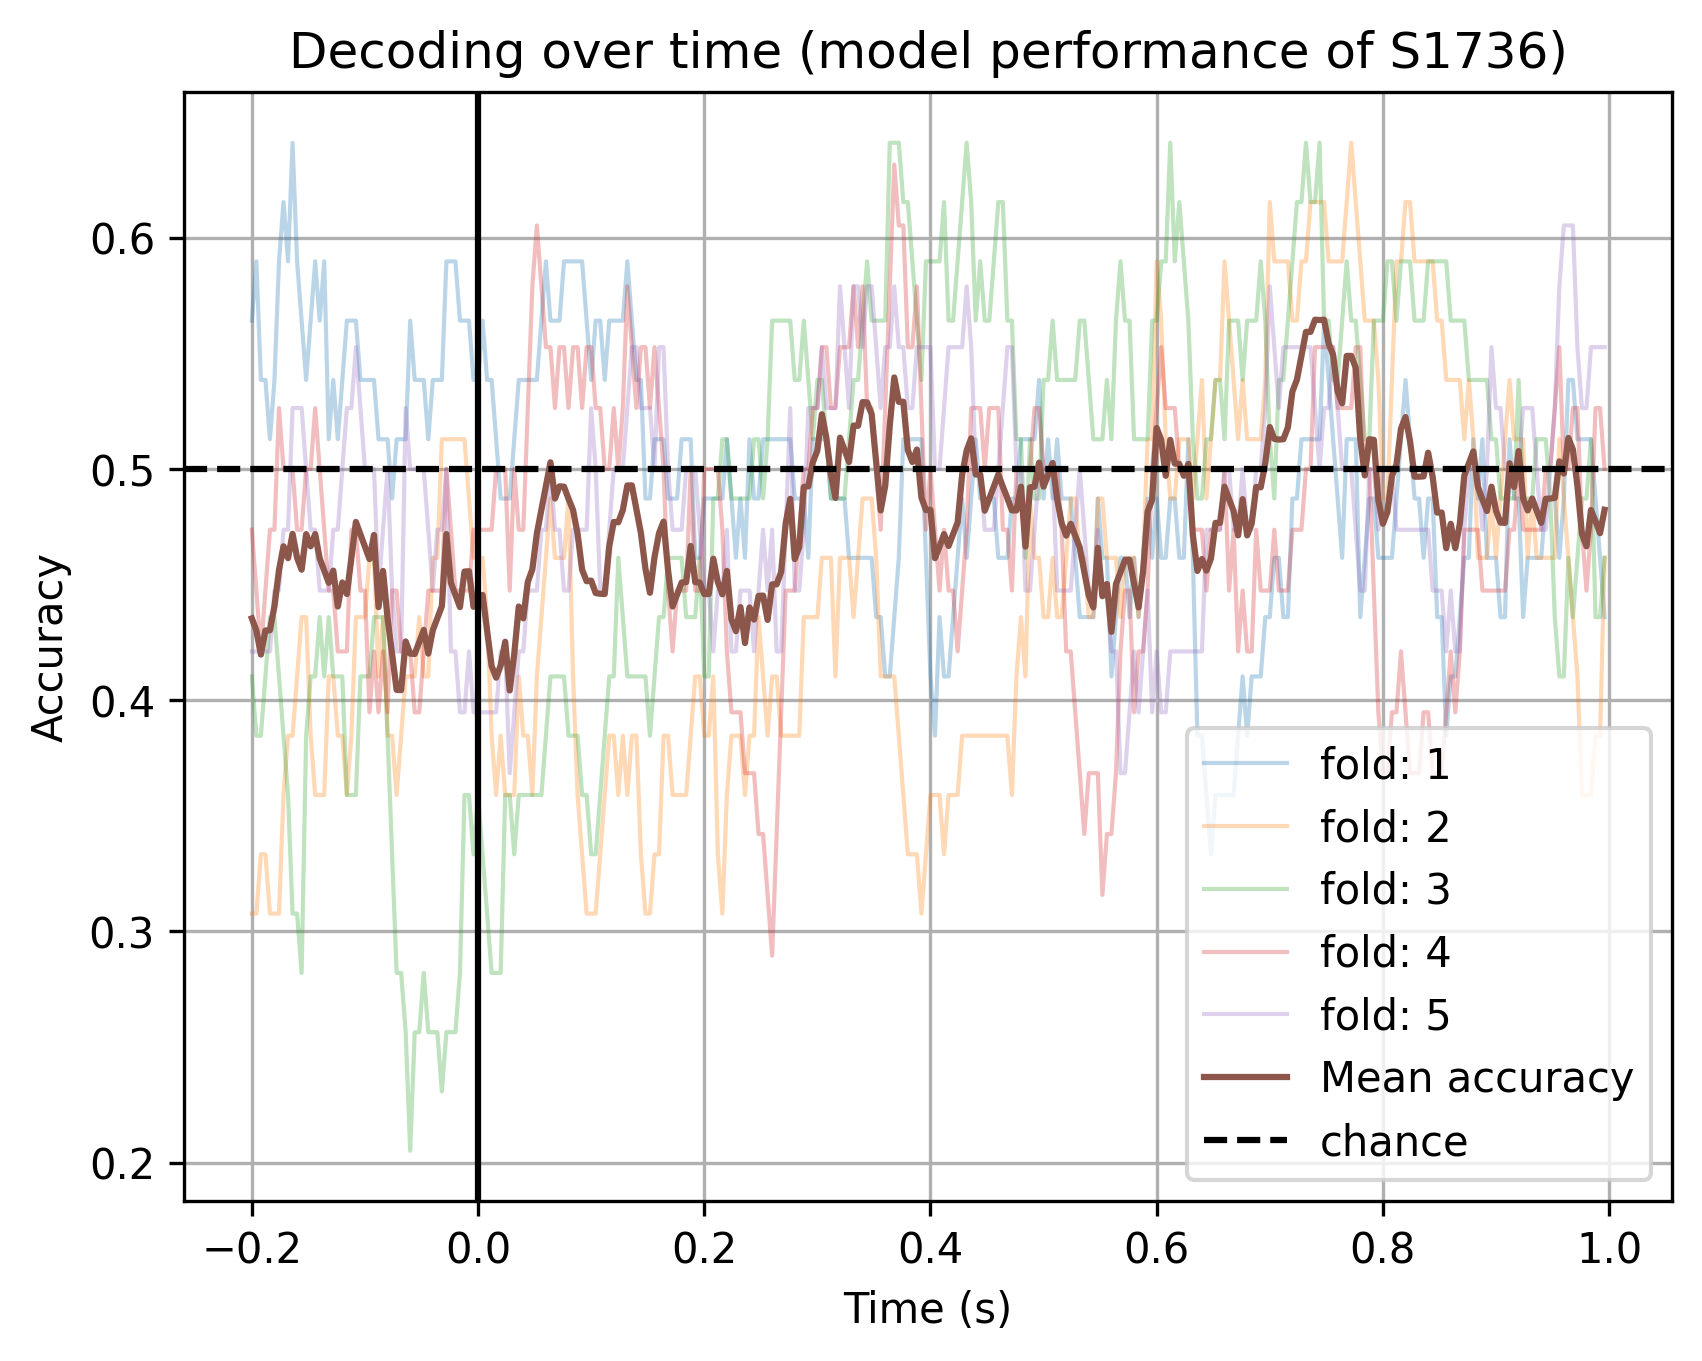 Decoding over time (model performance of S1736)
Accuracy
0.6
0.5
0.4
0.3
0.2
−0.2 0.0 0.2 0.4 0.6 0.8 1.0
Time (s)
fold: 1
fold: 2
fold: 3
fold: 4
fold: 5
Mean accuracy
chance